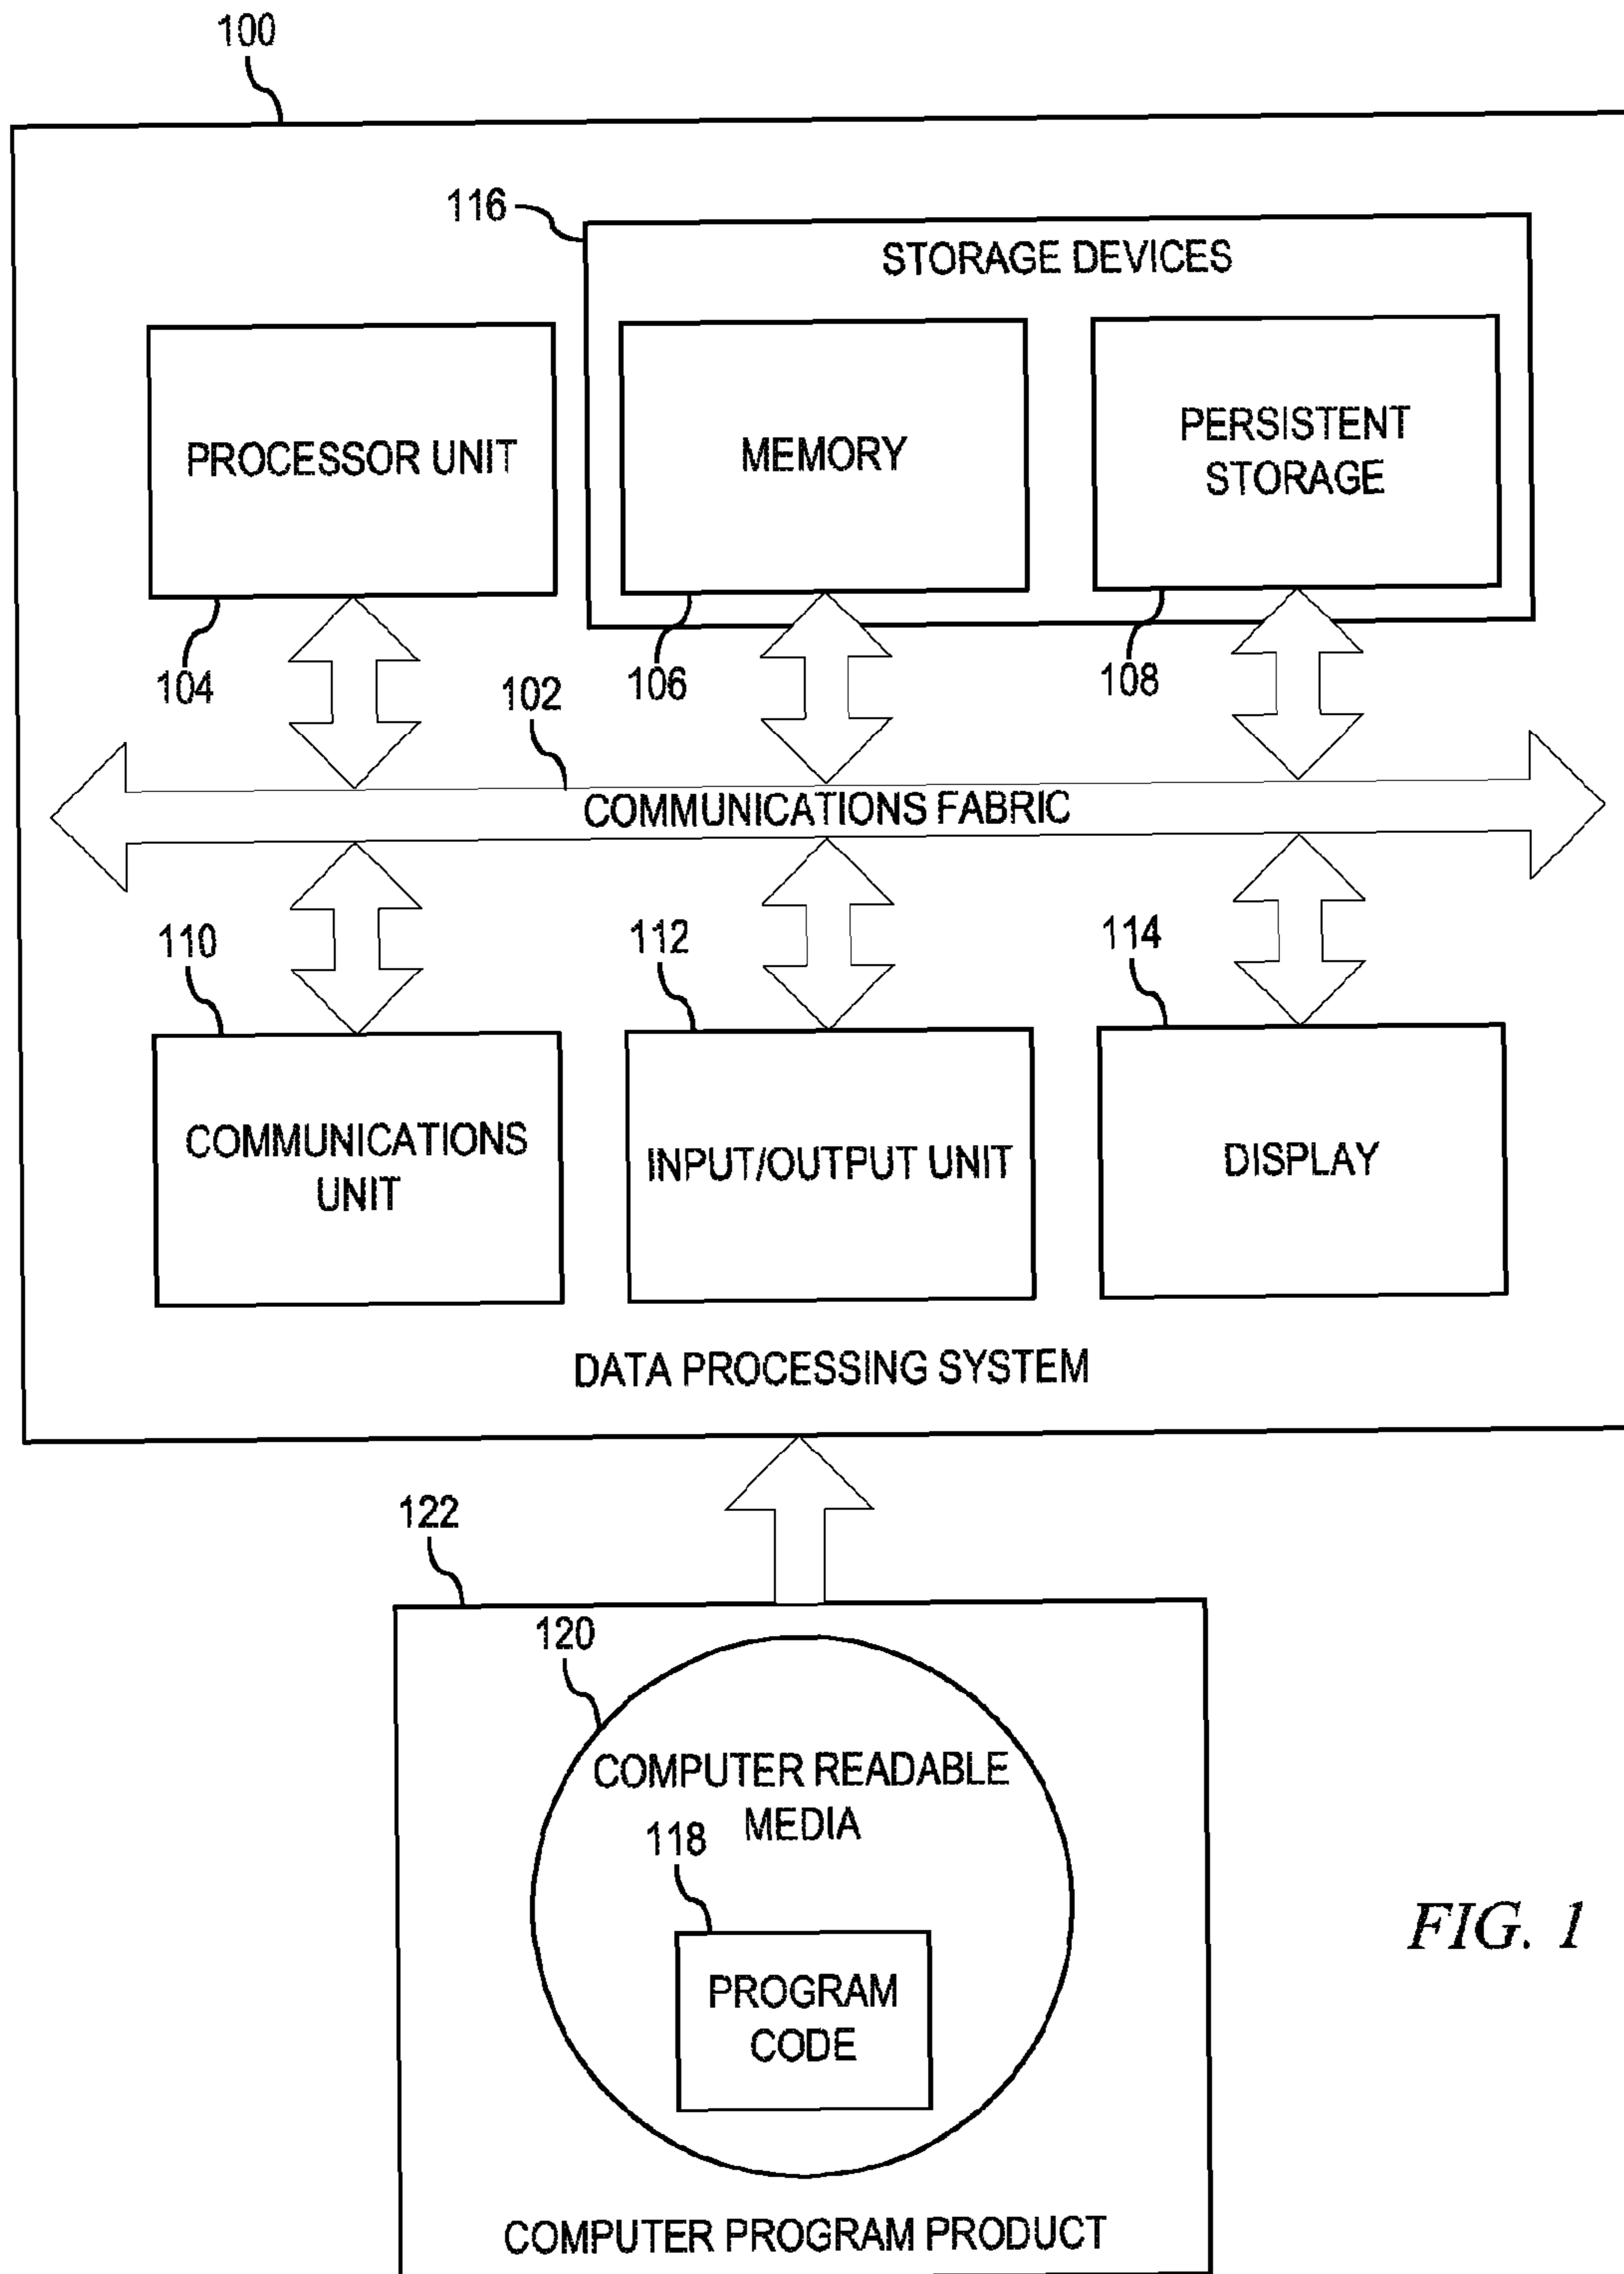 100
116
STORAGE DEVICES
PROCESSOR UNIT
MEMORY
PERSISTENT
STORAGE
104
106
108
102
COMMUNICATIONS FABRIC
110
112
114
COMMUNICATIONS
UNIT
INPUT/OUTPUT UNIT
DISPLAY
DATA PROCESSING SYSTEM
122
120
COMPUTER READABLE
MEDIA
118
PROGRAM
CODE
COMPUTER PROGRAM PRODUCT
FIG. 1